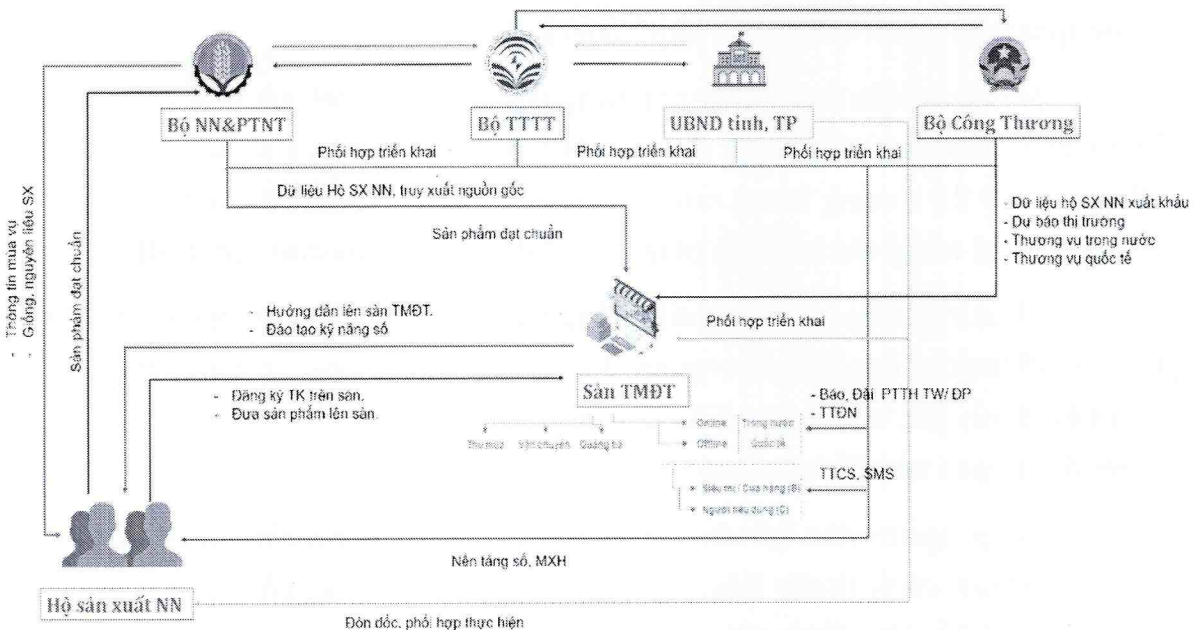 Bộ NN&PTNT
Bộ TTTT
UBND tỉnh, TP
Bộ Công Thương
Phối hợp triển khai
Phối hợp triển khai
Phối hợp triển khai
Dữ liệu Hộ SX NN, truy xuất nguồn gốc
Sản phẩm đạt chuẩn
- Dữ liệu hộ SX NN xuất khẩu
- Dự báo thị trường
- Thương vụ trong nước
- Thương vụ quốc tế
- Thông tin mùa vụ
- Giống, nguyên liệu SX
Sản phẩm đạt chuẩn
- Hướng dẫn lên sàn TMĐT.
- Đào tạo kỹ năng số
Phối hợp triển khai
- Đăng ký TK trên sàn.
- Đưa sản phẩm lên sàn.
Sàn TMĐT
- Báo, Đài PTTH TW/ ĐP
- TTĐN
Thu mua
Vận chuyển
Quảng bá
Online
Offline
Trong nước
Quốc tế
TTCS, SMS
Siêu thị / Cửa hàng (B)
Người tiêu dùng (C)
Nền tảng số, MXH
Hộ sản xuất NN
Đôn đốc, phối hợp thực hiện